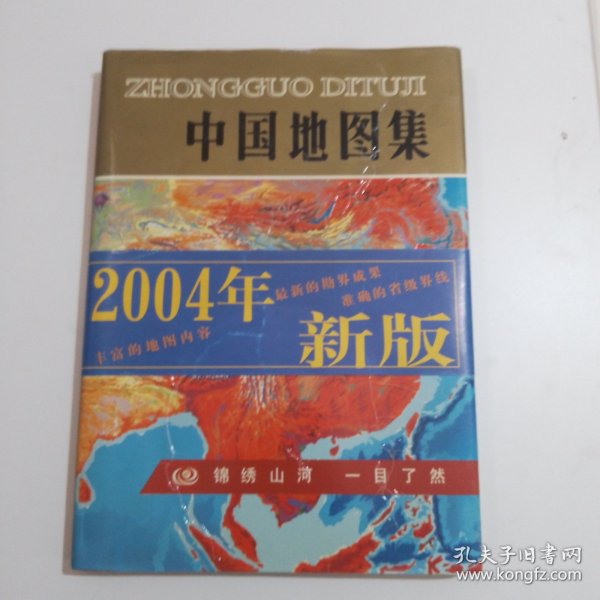 ZHONGGUO DITUJI
中国地图集
2004年
最新的勘界成果
准确的省级界线
丰富的地图内容
新版
锦绣山河 一目了然
孔夫子旧书网
www.kongfz.com